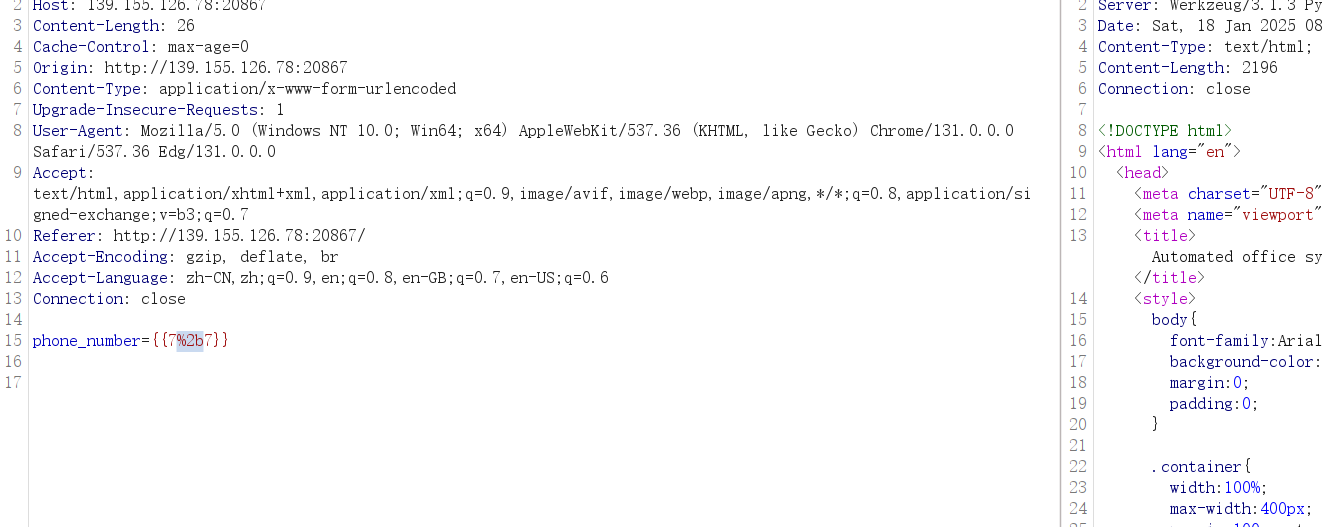 2 Host: 139.155.126.78:20867
3 Content-Length: 26
4 Cache-Control: max-age=0
5 Origin: http://139.155.126.78:20867
6 Content-Type: application/x-www-form-urlencoded
7 Upgrade-Insecure-Requests: 1
8 User-Agent: Mozilla/5.0 (Windows NT 10.0; Win64; x64) AppleWebKit/537.36 (KHTML, like Gecko) Chrome/131.0.0.0
Safari/537.36 Edg/131.0.0.0
9 Accept:
text/html,application/xhtml+xml,application/xml;q=0.9,image/avif,image/webp,image/apng,*/*;q=0.8,application/si
gned-exchange;v=b3;q=0.7
10 Referer: http://139.155.126.78:20867/
11 Accept-Encoding: gzip, deflate, br
12 Accept-Language: zh-CN,zh;q=0.9,en;q=0.8,en-GB;q=0.7,en-US;q=0.6
13 Connection: close
14
15 phone_number={{7%2b7}}
16
17
2 Server: Werkzeug/3.1.3 Py
3 Date: Sat, 18 Jan 2025 08
4 Content-Type: text/html;
5 Content-Length: 2196
6 Connection: close
7
8 <!DOCTYPE html>
9 <html lang="en">
10 <head>
11 <meta charset="UTF-8"
12 <meta name="viewport"
13 <title>
Automated office sy
</title>
14 <style>
15 body{
16 font-family:Arial
17 background-color:
18 margin:0;
19 padding:0;
20 }
21
22 .container{
23 width:100%;
24 max-width:400px;